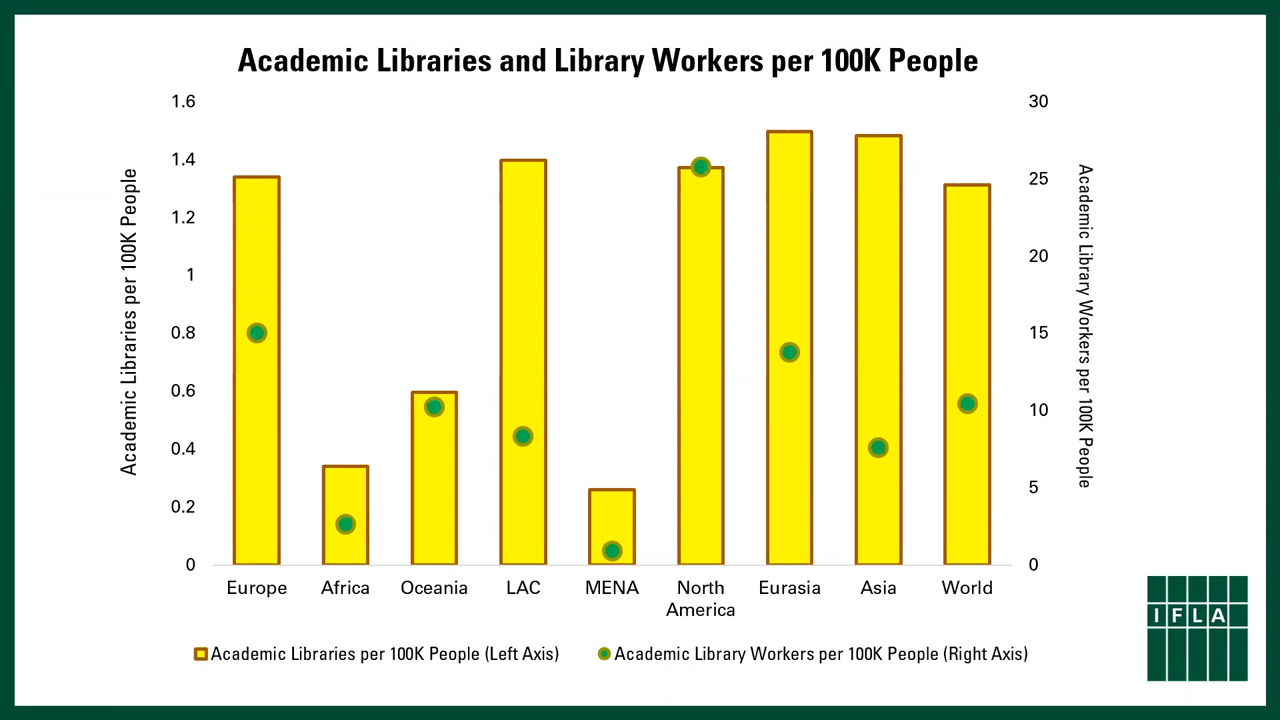 Academic Libraries and Library Workers per 100K People
1.6
1.4
1.2
1
0.8
0.6
0.4
0.2
0
Academic Libraries per 100K People
30
25
20
15
10
5
0
Academic Library Workers per 100K People
Europe
Africa
Oceania
LAC
MENA
North
America
Eurasia
Asia
World
Academic Libraries per 100K People (Left Axis)
Academic Library Workers per 100K People (Right Axis)
IFLA